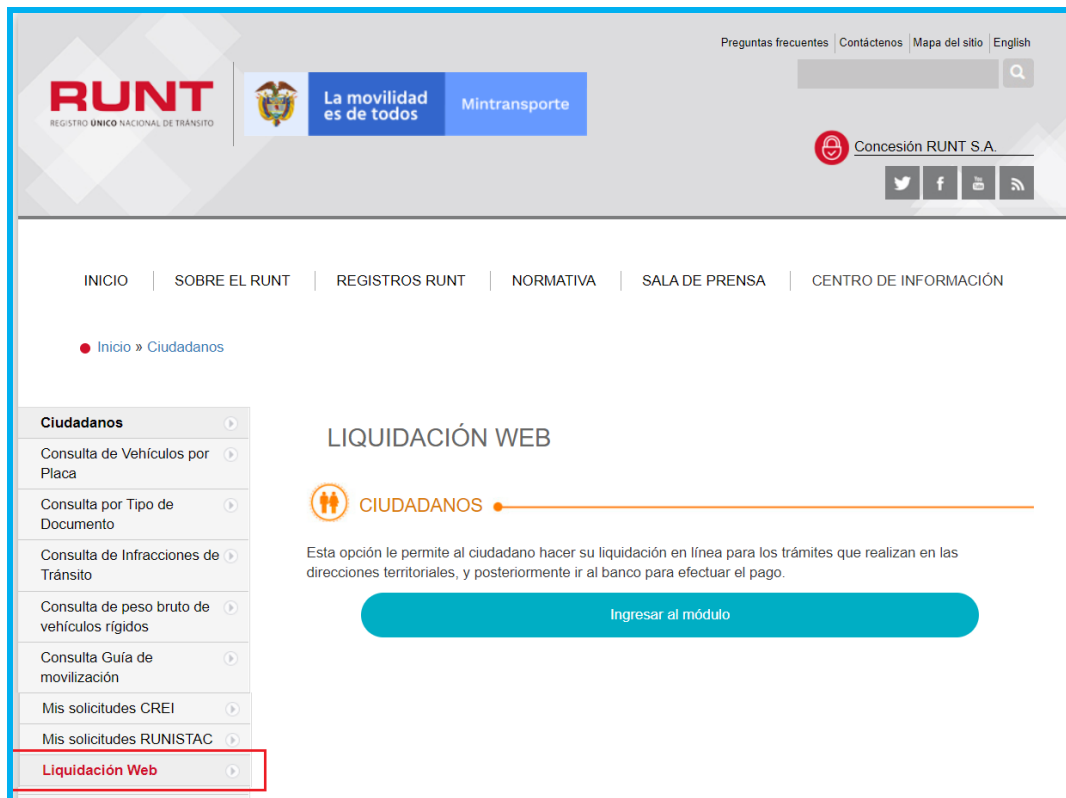 Preguntas frecuentes Contáctenos Mapa del sitio English
RUNT
REGISTRO ÚNICO NACIONAL DE TRÁNSITO
La movilidad
es de todos
Mintransporte
Concesión RUNT S.A.
You
INICIO SOBRE EL RUNT REGISTROS RUNT NORMATIVA SALA DE PRENSA CENTRO DE INFORMACIÓN
Inicio » Ciudadanos
Ciudadanos
Consulta de Vehículos por
Placa
Consulta por Tipo de
Documento
Consulta de Infracciones de
Tránsito
Consulta de peso bruto de
vehículos rígidos
Consulta Guía de
movilización
Mis solicitudes CREI
Mis solicitudes RUNISTAC
Liquidación Web
LIQUIDACIÓN WEB
CIUDADANOS
Esta opción le permite al ciudadano hacer su liquidación en línea para los trámites que realizan en las
direcciones territoriales, y posteriormente ir al banco para efectuar el pago.
Ingresar al módulo